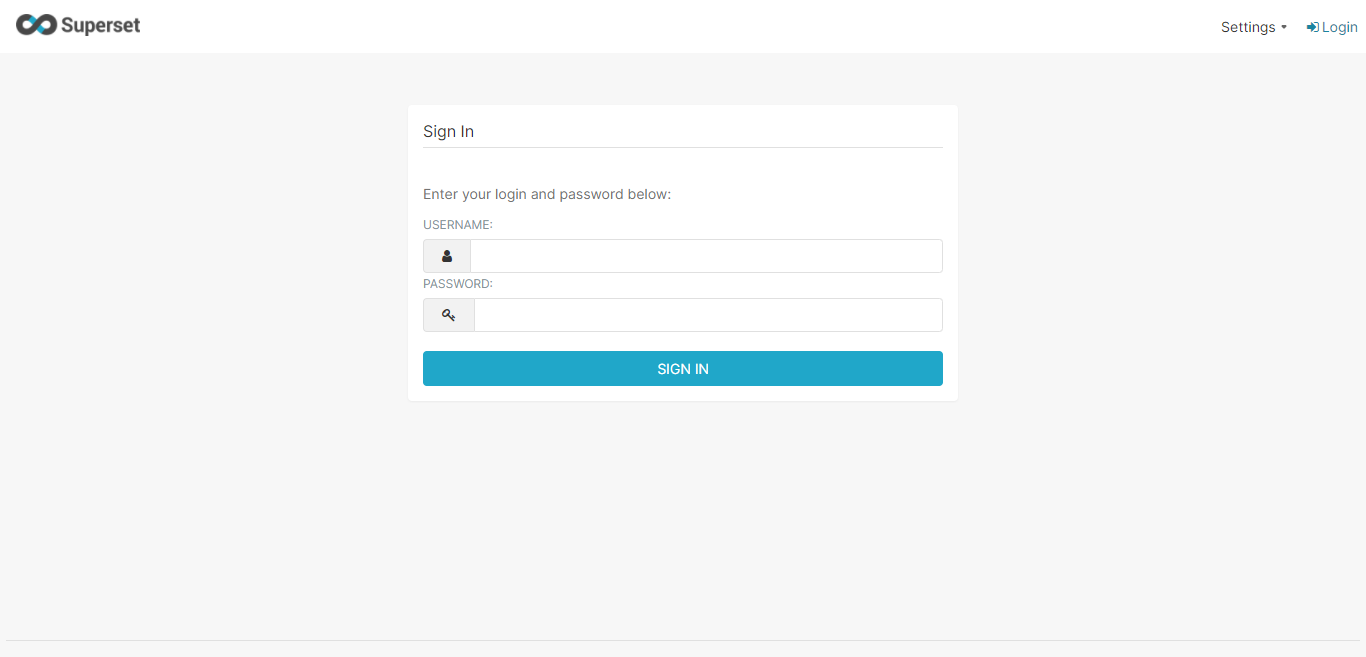 Superset
Settings
Login
Sign In
Enter your login and password below:
USERNAME:
PASSWORD:
SIGN IN